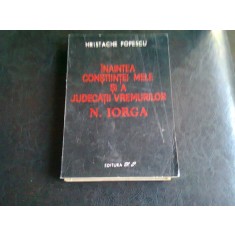 HRISTACHE POPESCU
ÎNAINTEA
CONȘTIINȚEI MELE
ȘI A
JUDECĂȚII VREMURILOR
N. IORGA
EDITURA